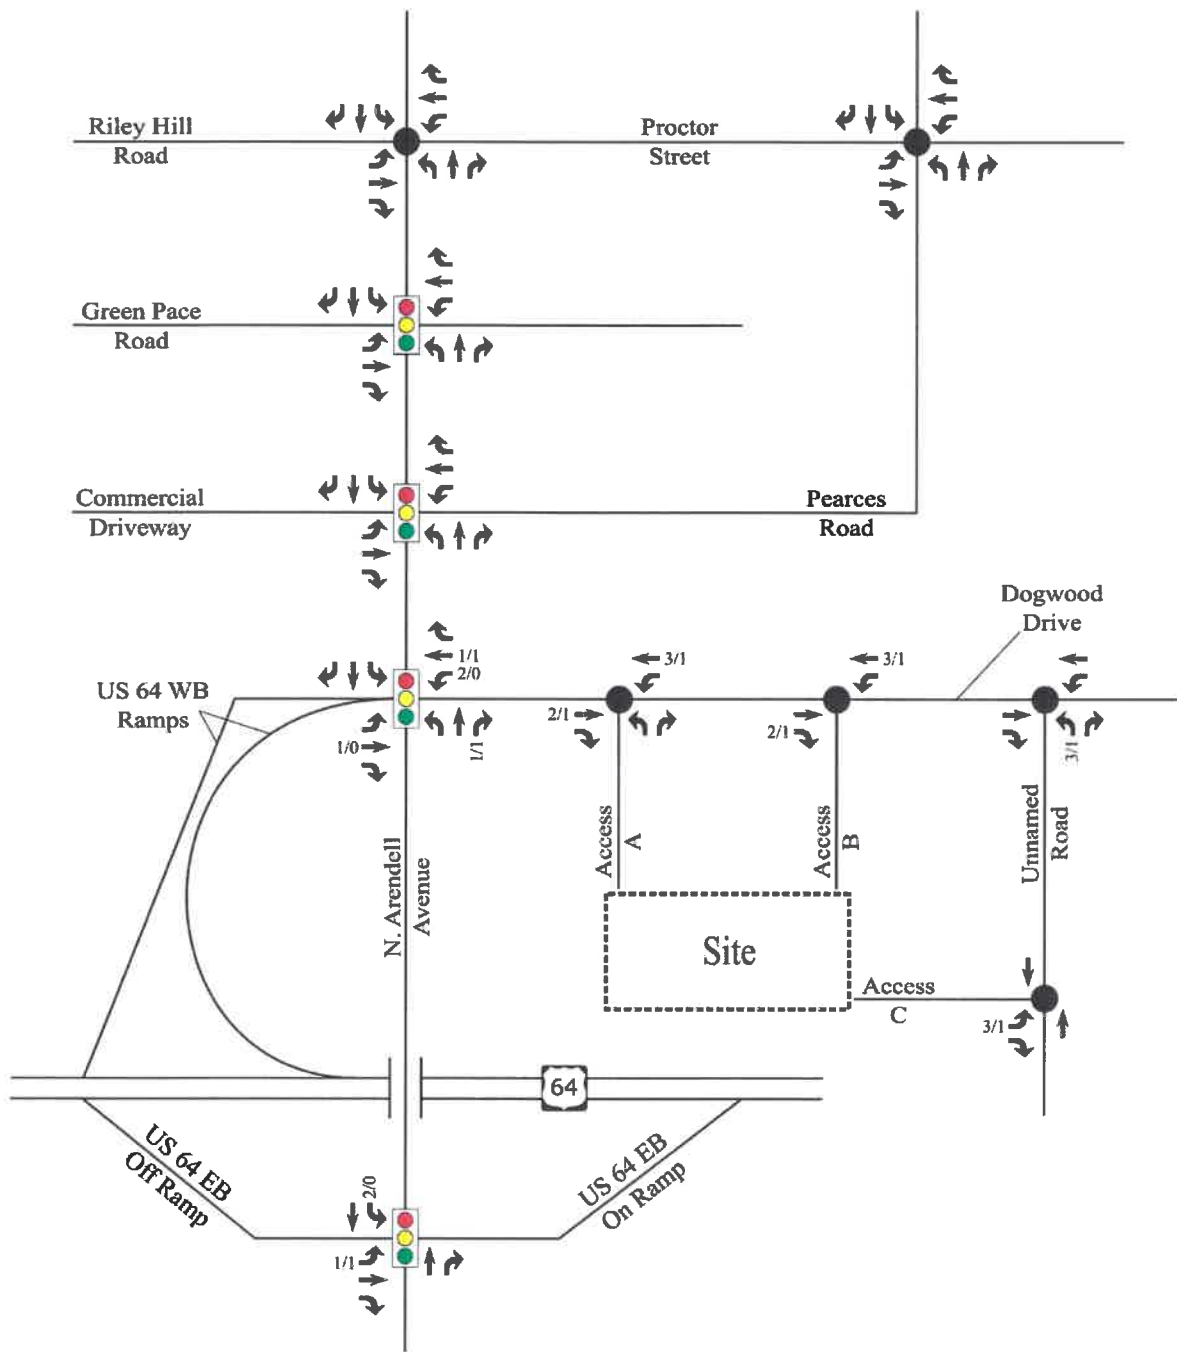 Riley Hill
Road
Proctor
Street
Green Pace
Road
Commercial
Driveway
Pearces
Road
Dogwood
Drive
US 64 WB
Ramps
1/1
2/0
1/0
1/1
3/1
2/1
3/1
2/1
3/1
N. Arendell
Avenue
Access
A
Access
B
Unnamed
Road
Site
Access
C
3/1
64
US 64 EB
Off Ramp
US 64 EB
On Ramp
2/0
1/1